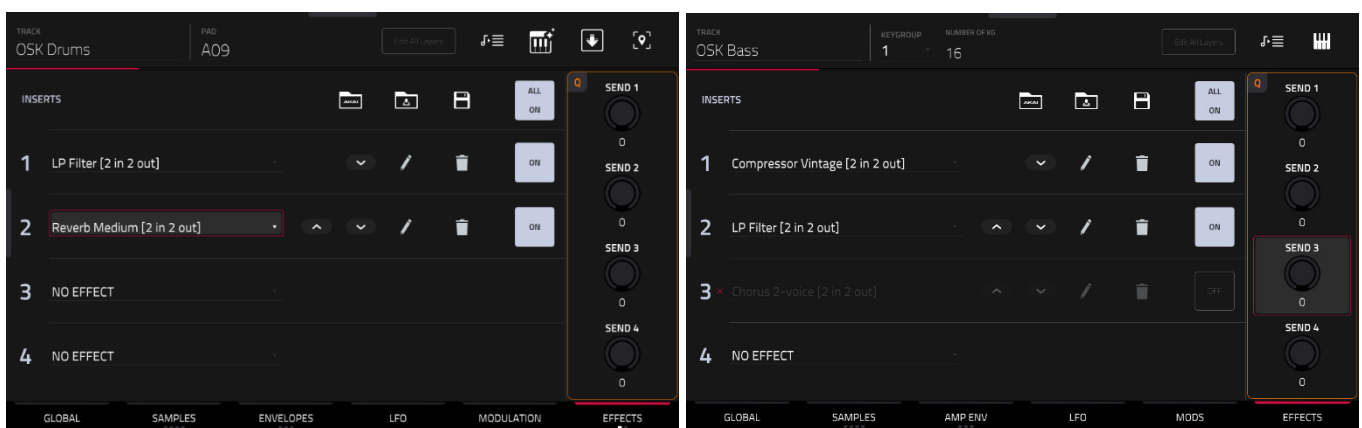 TRACK
OSK Drums
PAD
A09
Edit All Layers
INSERTS
AKAI
ALL
ON
1 LP Filter [2 in 2 out] ON
2 Reverb Medium [2 in 2 out] ON
3 NO EFFECT
4 NO EFFECT
Q
SEND 1
0
SEND 2
0
SEND 3
0
SEND 4
0
GLOBAL SAMPLES ENVELOPES LFO MODULATION EFFECTS
TRACK
OSK Bass
KEYGROUP
1
NUMBER OF KG
16
Edit All Layers
INSERTS
AKAI
ALL
ON
1 Compressor Vintage [2 in 2 out] ON
2 LP Filter [2 in 2 out] ON
3 × Chorus 2-voice [2 in 2 out] OFF
4 NO EFFECT
Q
SEND 1
0
SEND 2
0
SEND 3
0
SEND 4
0
GLOBAL SAMPLES AMP ENV LFO MODS EFFECTS